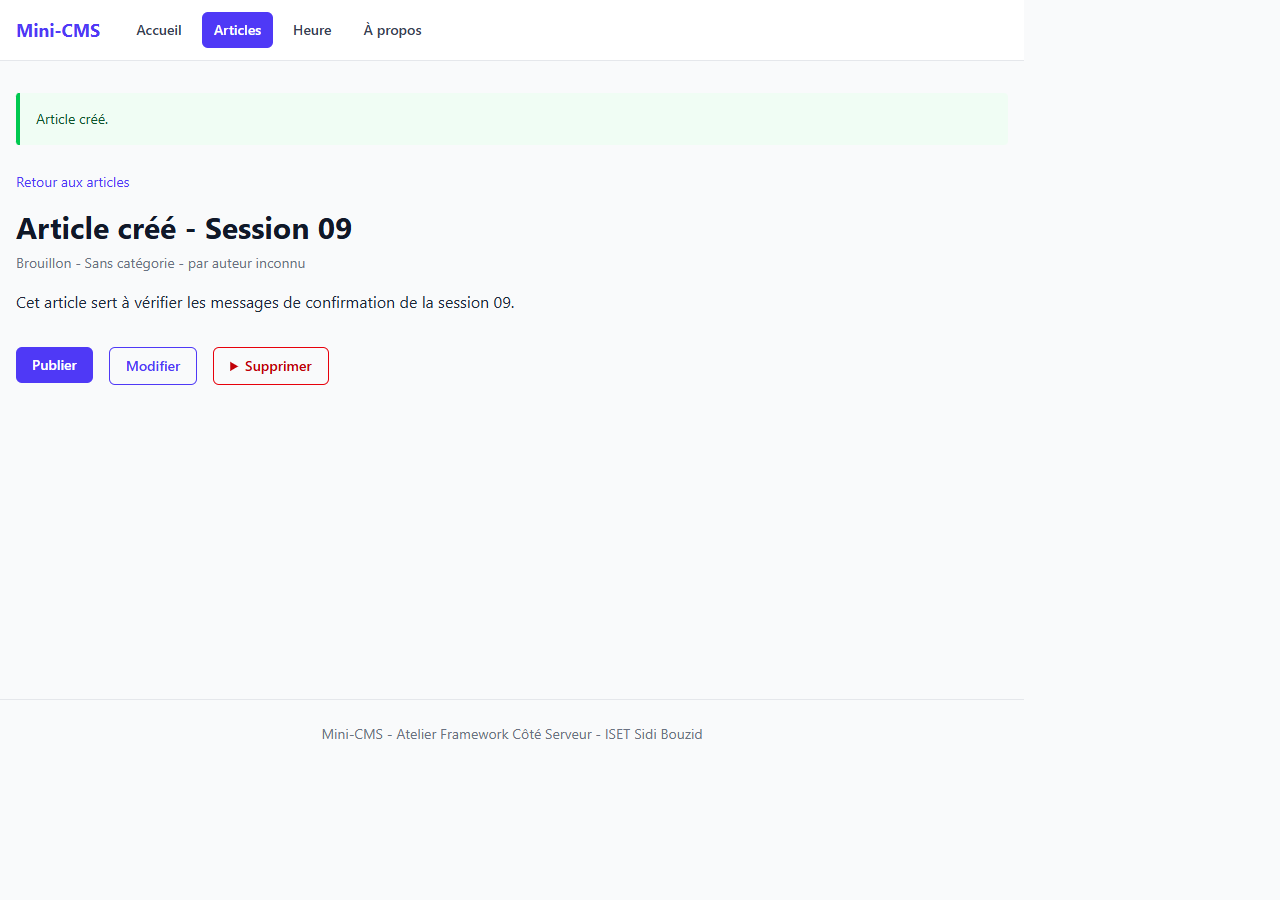 Mini-CMS Accueil Articles Heure À propos
Article créé.
Retour aux articles
Article créé - Session 09
Brouillon - Sans catégorie - par auteur inconnu
Cet article sert à vérifier les messages de confirmation de la session 09.
Publier Modifier Supprimer
Mini-CMS - Atelier Framework Côté Serveur - ISET Sidi Bouzid